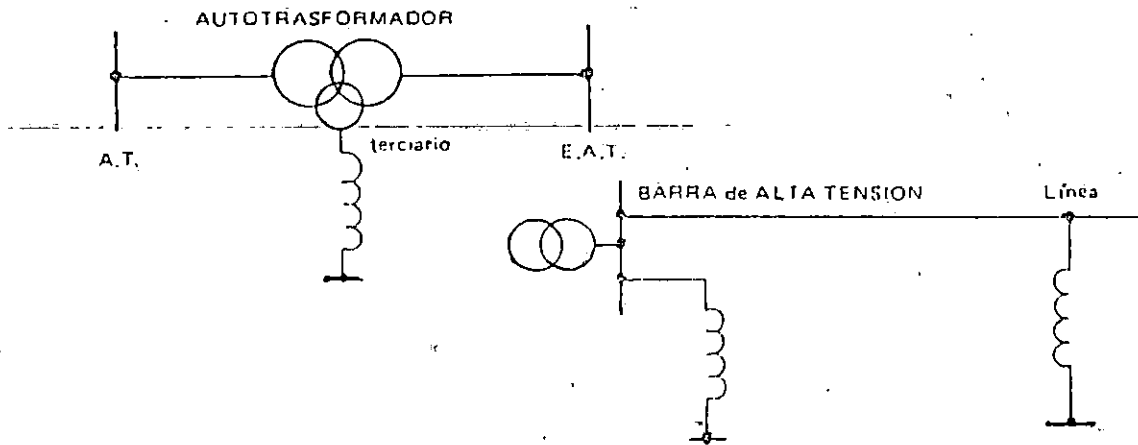 AUTOTRASFORMADOR
terciario
A.T.
E.A.T.
BARRA de ALTA TENSION
Línea